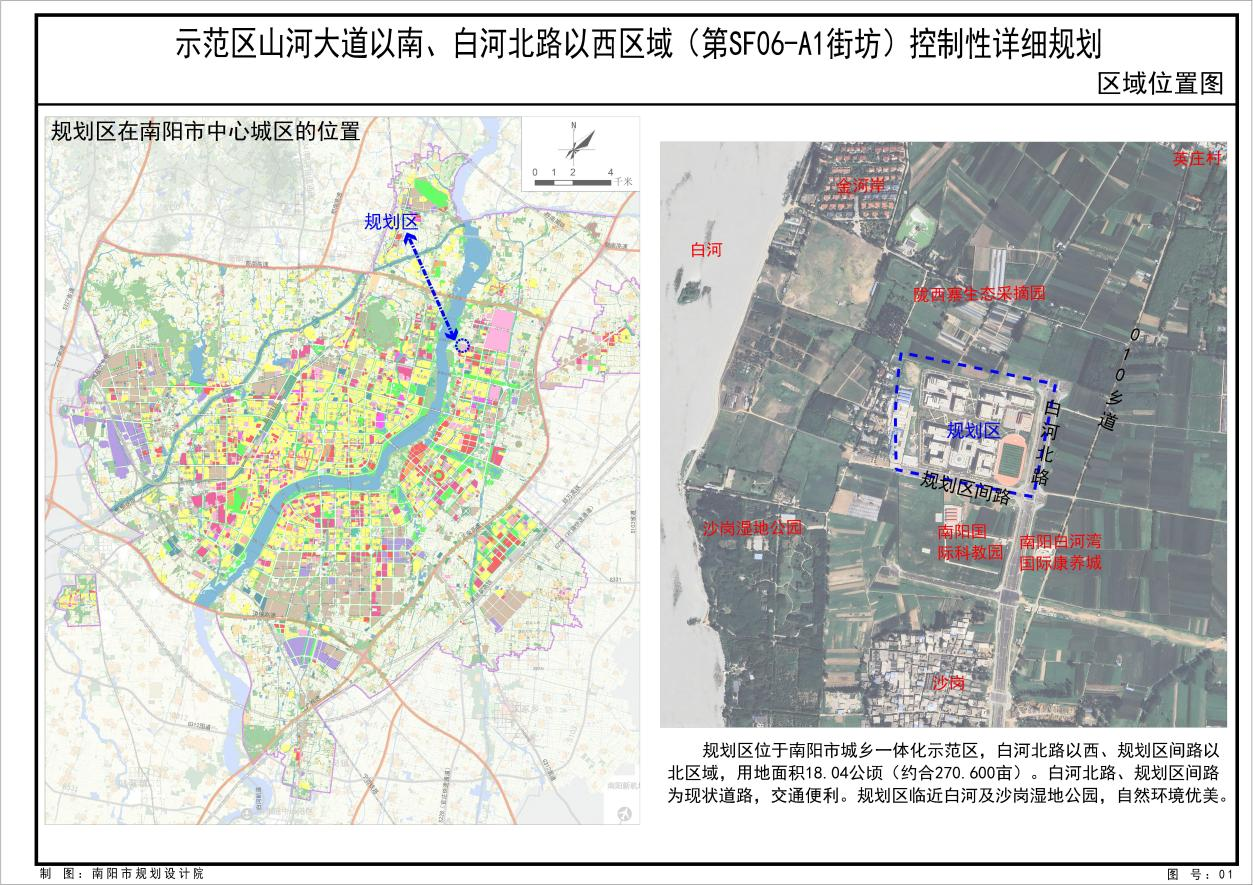 示范区山河大道以南、白河北路以西区域（第SF06-A1街坊）控制性详细规划
区域位置图
规划区在南阳市中心城区的位置
N
0 1 2 4
千米
规划区
英庄村
金河岸
白河
陇西寨生态采摘园
010乡道
白河北路
规划区
规划区间路
沙岗湿地公园
南阳国
际科教园
南阳白河湾
国际康养城
沙岗
规划区位于南阳市城乡一体化示范区，白河北路以西、规划区间路以
北区域，用地面积18.04公顷（约合270.600亩）。白河北路、规划区间路
为现状道路，交通便利。规划区临近白河及沙岗湿地公园，自然环境优美。
制 图：南阳市规划设计院
图 号：01